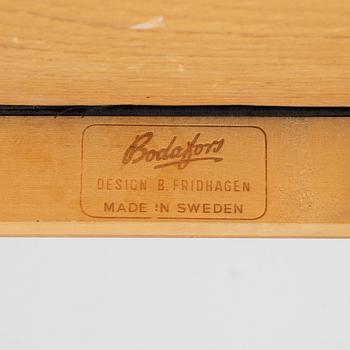 Bodafors
DESIGN B. FRIDHAGEN
MADE IN SWEDEN